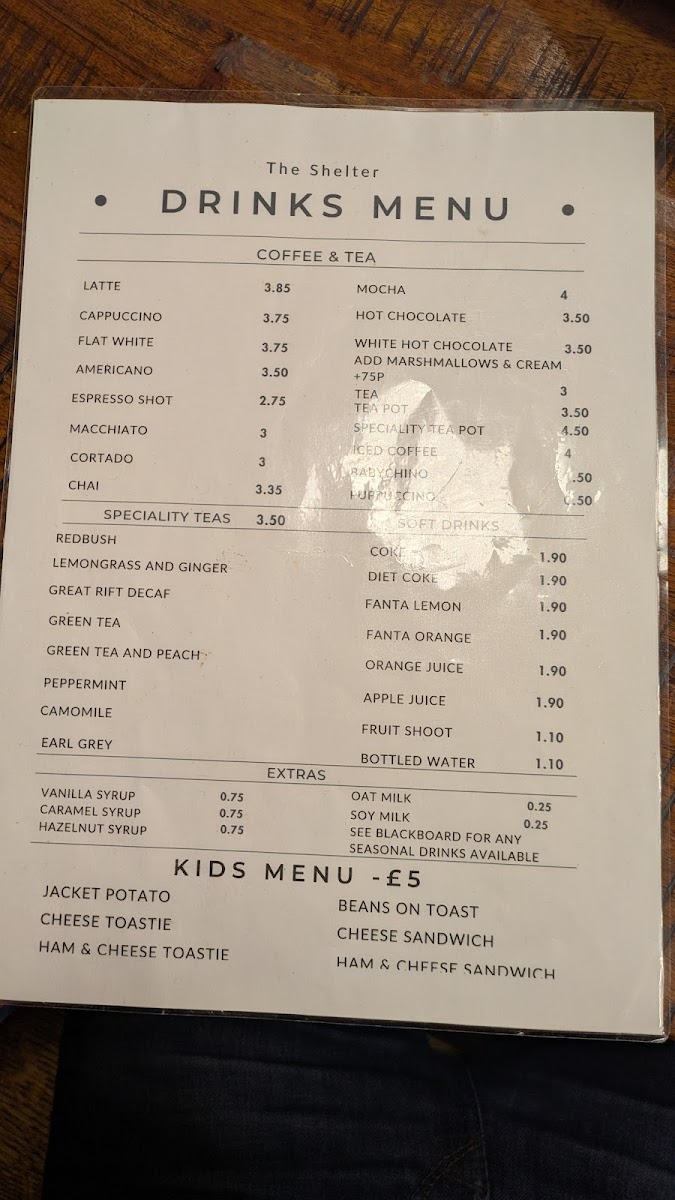 The Shelter
• DRINKS MENU •
COFFEE & TEA
LATTE 3.85
CAPPUCCINO 3.75
FLAT WHITE 3.75
AMERICANO 3.50
ESPRESSO SHOT 2.75
MACCHIATO 3
CORTADO 3
CHAI 3.35
MOCHA 4
HOT CHOCOLATE 3.50
WHITE HOT CHOCOLATE 3.50
ADD MARSHMALLOWS & CREAM
+75P
TEA 3
TEA POT 3.50
SPECIALITY TEA POT 4.50
ICED COFFEE 4
BABYCHINO .50
PUPPUCCINO 0.50
SPECIALITY TEAS 3.50
REDBUSH
LEMONGRASS AND GINGER
GREAT RIFT DECAF
GREEN TEA
GREEN TEA AND PEACH
PEPPERMINT
CAMOMILE
EARL GREY
SOFT DRINKS
COKE 1.90
DIET COKE 1.90
FANTA LEMON 1.90
FANTA ORANGE 1.90
ORANGE JUICE 1.90
APPLE JUICE 1.90
FRUIT SHOOT 1.10
BOTTLED WATER 1.10
EXTRAS
VANILLA SYRUP 0.75
CARAMEL SYRUP 0.75
HAZELNUT SYRUP 0.75
OAT MILK 0.25
SOY MILK 0.25
SEE BLACKBOARD FOR ANY
SEASONAL DRINKS AVAILABLE
KIDS MENU -£5
JACKET POTATO
CHEESE TOASTIE
HAM & CHEESE TOASTIE
BEANS ON TOAST
CHEESE SANDWICH
HAM & CHEESE SANDWICH